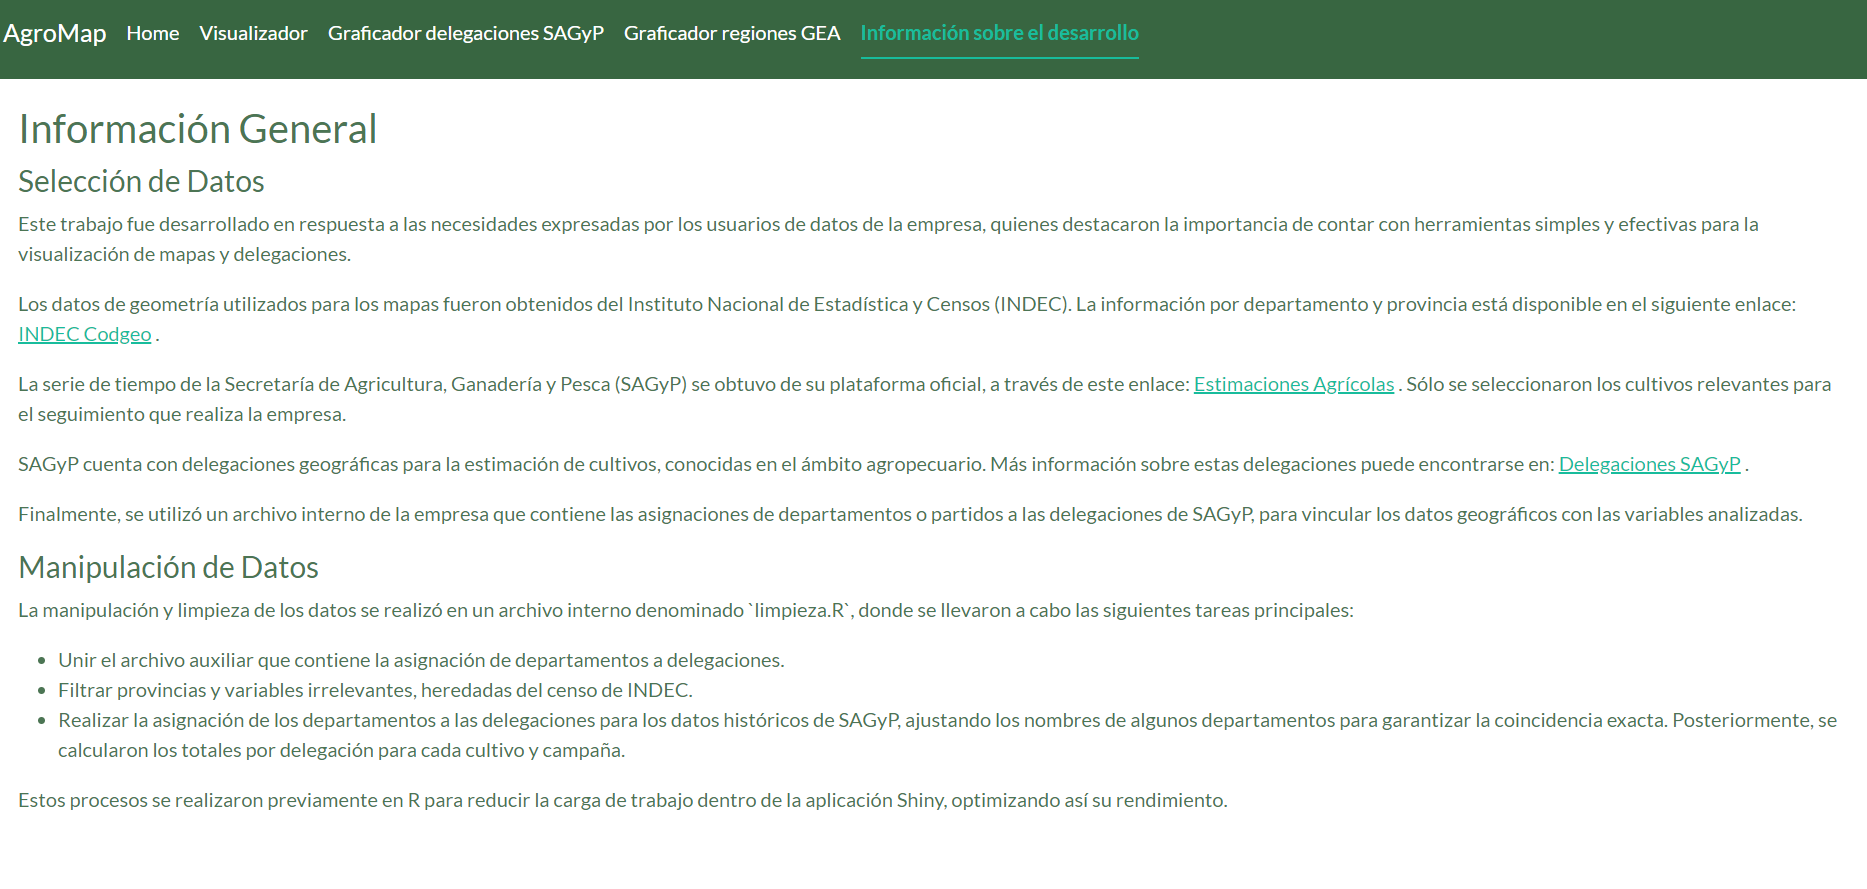 AgroMap Home Visualizador Graficador delegaciones SAGyP Graficador regiones GEA Información sobre el desarrollo
Información General
Selección de Datos
Este trabajo fue desarrollado en respuesta a las necesidades expresadas por los usuarios de datos de la empresa, quienes destacaron la importancia de contar con herramientas simples y efectivas para la
visualización de mapas y delegaciones.
Los datos de geometría utilizados para los mapas fueron obtenidos del Instituto Nacional de Estadística y Censos (INDEC). La información por departamento y provincia está disponible en el siguiente enlace:
INDEC Codgeo .
La serie de tiempo de la Secretaría de Agricultura, Ganadería y Pesca (SAGyP) se obtuvo de su plataforma oficial, a través de este enlace: Estimaciones Agrícolas . Sólo se seleccionaron los cultivos relevantes para
el seguimiento que realiza la empresa.
SAGyP cuenta con delegaciones geográficas para la estimación de cultivos, conocidas en el ámbito agropecuario. Más información sobre estas delegaciones puede encontrarse en: Delegaciones SAGyP .
Finalmente, se utilizó un archivo interno de la empresa que contiene las asignaciones de departamentos o partidos a las delegaciones de SAGyP, para vincular los datos geográficos con las variables analizadas.
Manipulación de Datos
La manipulación y limpieza de los datos se realizó en un archivo interno denominado `limpieza.R`, donde se llevaron a cabo las siguientes tareas principales:
• Unir el archivo auxiliar que contiene la asignación de departamentos a delegaciones.
• Filtrar provincias y variables irrelevantes, heredadas del censo de INDEC.
• Realizar la asignación de los departamentos a las delegaciones para los datos históricos de SAGyP, ajustando los nombres de algunos departamentos para garantizar la coincidencia exacta. Posteriormente, se
calcularon los totales por delegación para cada cultivo y campaña.
Estos procesos se realizaron previamente en R para reducir la carga de trabajo dentro de la aplicación Shiny, optimizando así su rendimiento.